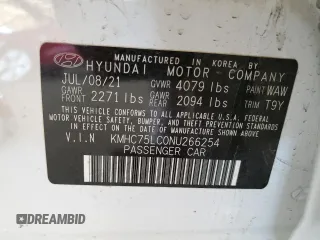 MANUFACTURED IN KOREA BY
HYUNDAI MOTOR COMPANY
JUL/08/21 GVWR 4079 lbs PAINT WAW
GAWR FRONT 2271 lbs GAWR REAR 2094 lbs TRIM T9Y
THIS VEHICLE CONFORMS TO ALL APPLICABLE U.S.A. FEDERAL MOTOR VEHICLE SAFETY, BUMPER, AND THEFT PREVENTION STANDARDS IN EFFECT ON THE DATE OF MANUFACTURE SHOWN ABOVE.
V.I.N KMHC75LC0NU266254
PASSENGER CAR
© DEALERBID
DEALERBID